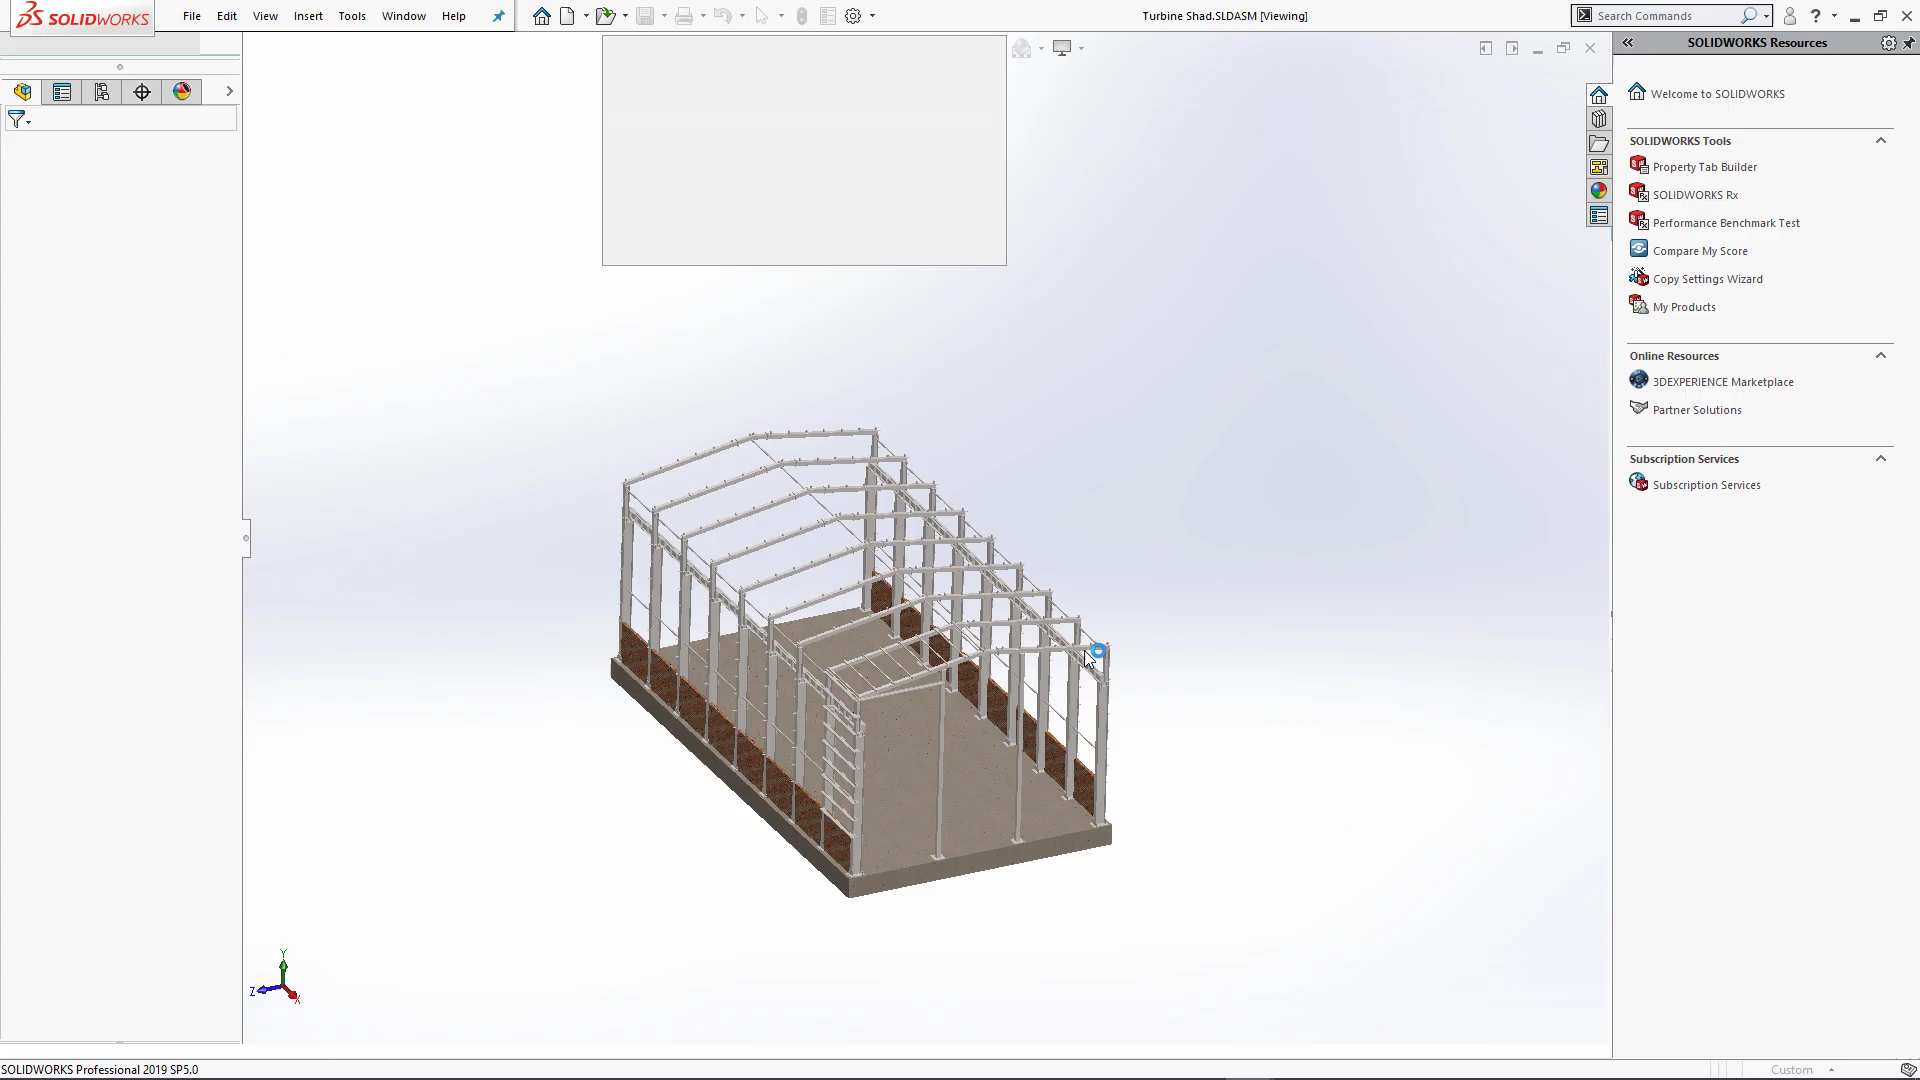 SOLIDWORKS
File Edit View Insert Tools Window Help
Turbine Shad.SLDASM [Viewing]
Search Commands
?
SOLIDWORKS Resources
Welcome to SOLIDWORKS
SOLIDWORKS Tools
Property Tab Builder
SOLIDWORKS Rx
Performance Benchmark Test
Compare My Score
Copy Settings Wizard
My Products
Online Resources
3DEXPERIENCE Marketplace
Partner Solutions
Subscription Services
Subscription Services
Y
Z
X
SOLIDWORKS Professional 2019 SP5.0
Custom